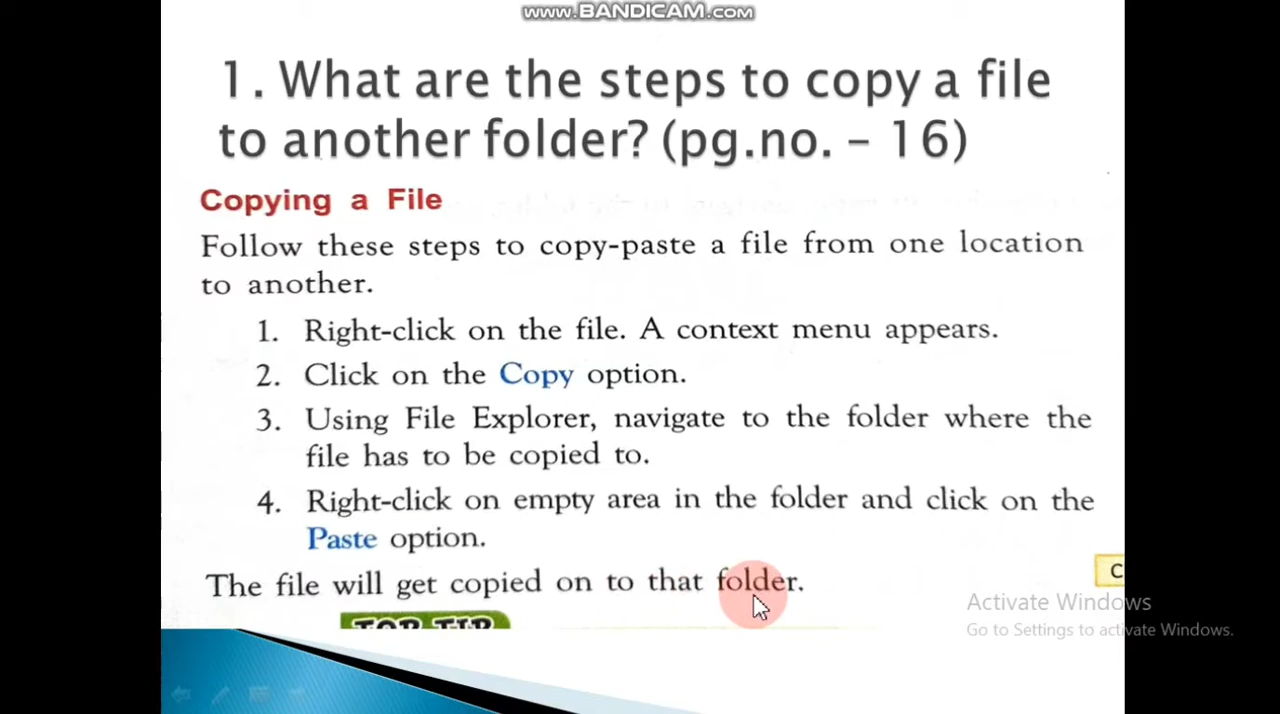 www.BANDICAM.com
1. What are the steps to copy a file
to another folder? (pg.no. – 16)
Copying a File
Follow these steps to copy-paste a file from one location
to another.
1. Right-click on the file. A context menu appears.
2. Click on the Copy option.
3. Using File Explorer, navigate to the folder where the
file has to be copied to.
4. Right-click on empty area in the folder and click on the
Paste option.
The file will get copied on to that folder.
C
TOP TIP
Activate Windows
Go to Settings to activate Windows.